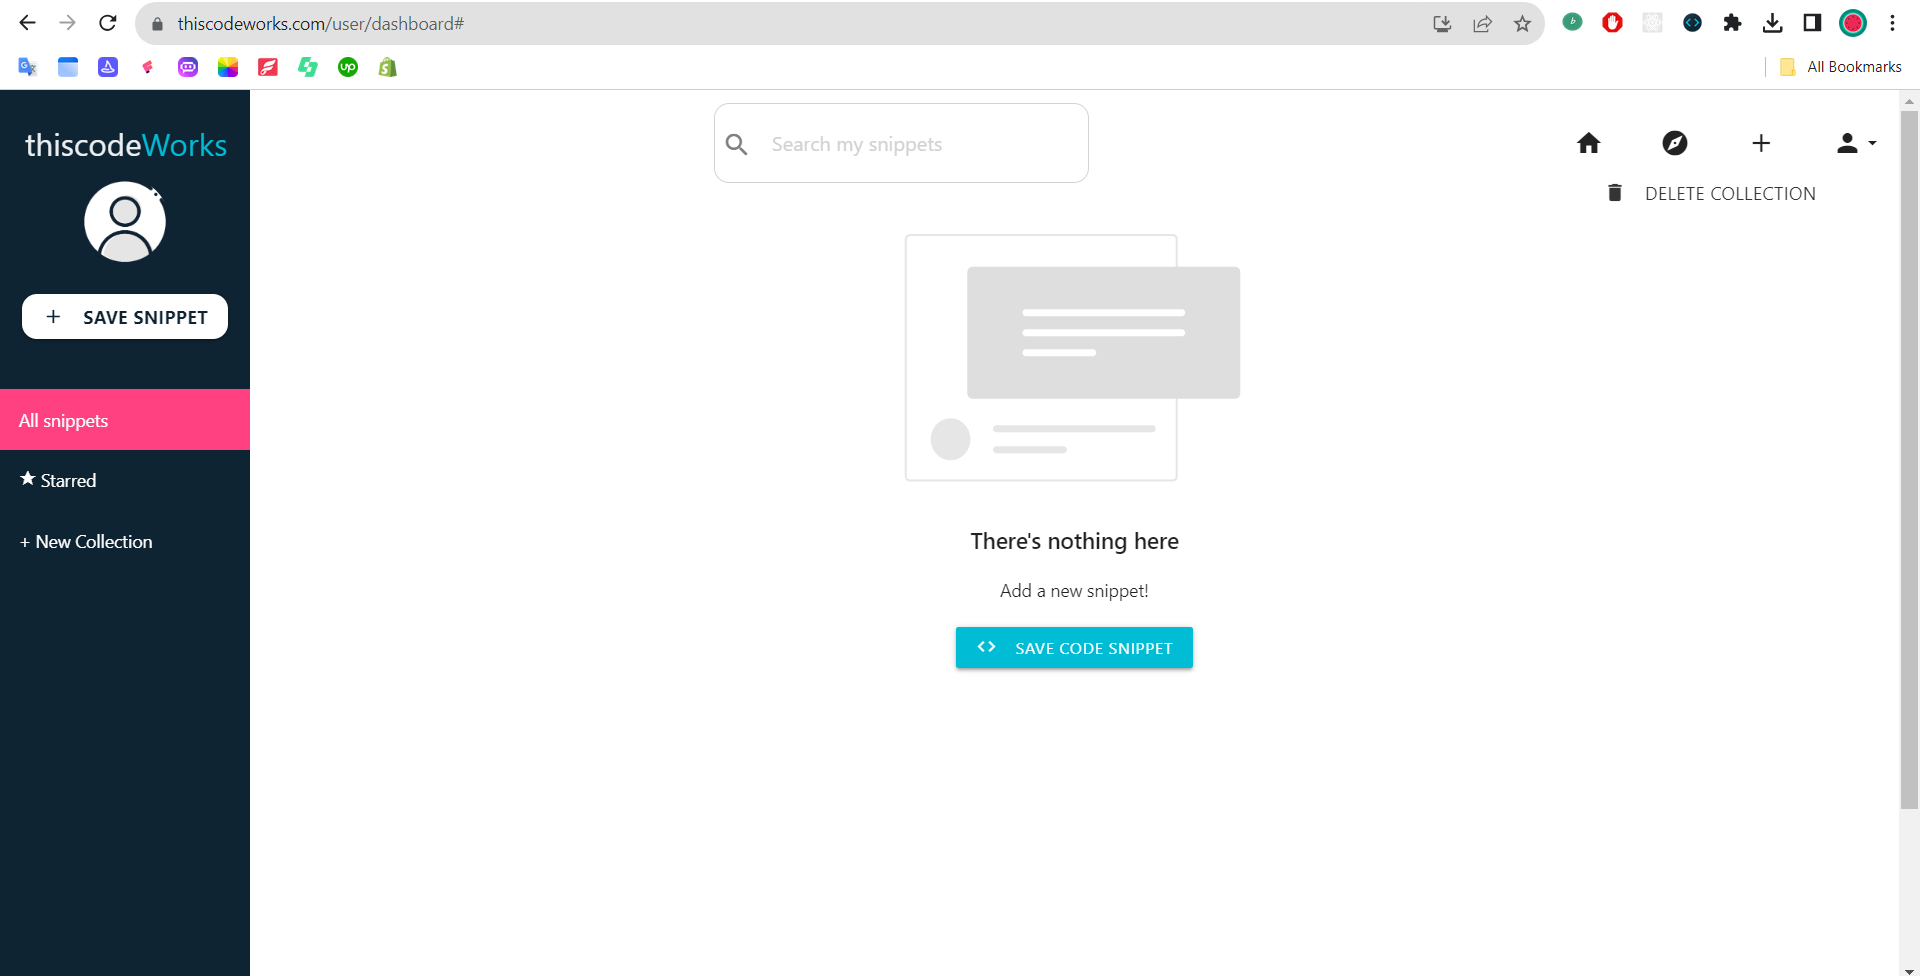 thiscodeworks.com/user/dashboard#
All Bookmarks
thiscodeWorks
Search my snippets
DELETE COLLECTION
+ SAVE SNIPPET
All snippets
Starred
+ New Collection
There's nothing here
Add a new snippet!
<> SAVE CODE SNIPPET